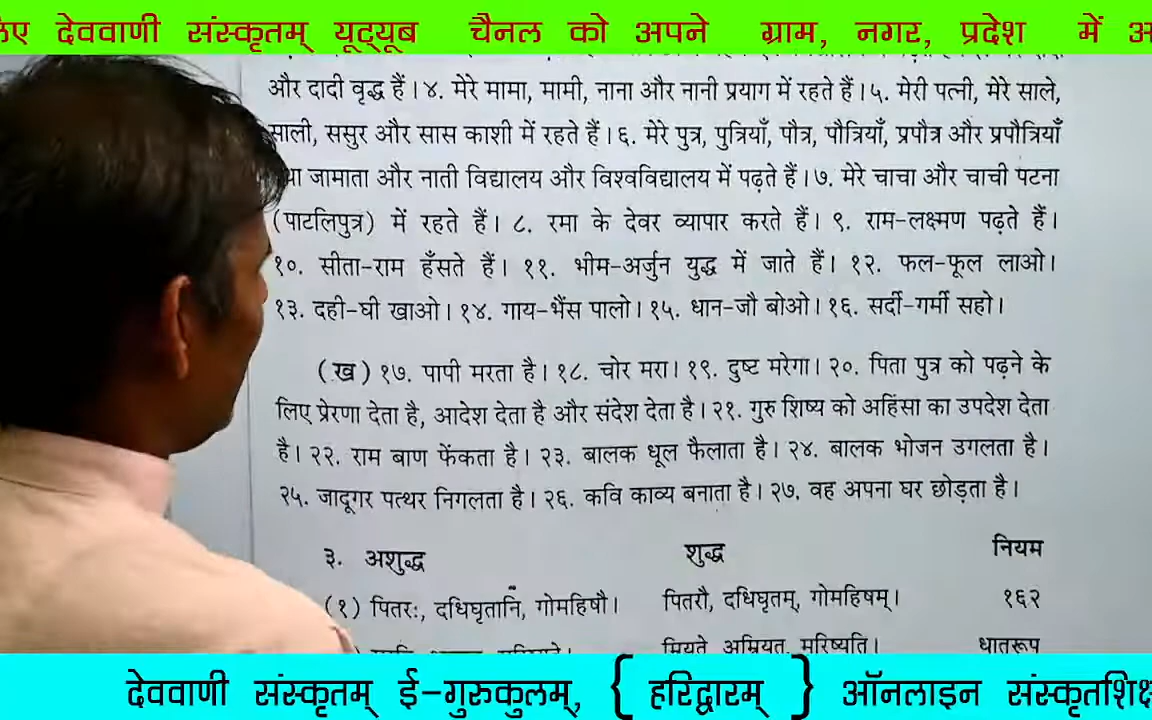 देववाणी संस्कृतम् यूट्यूब चैनल को अपने ग्राम, नगर, प्रदेश में
और दादी वृद्ध हैं। ४. मेरे मामा, मामी, नाना और नानी प्रयाग में रहते हैं। ५. मेरी पत्नी, मेरे साले,
साली, ससुर और सास काशी में रहते हैं। ६. मेरे पुत्र, पुत्रियाँ, पौत्र, पौत्रियाँ, प्रपौत्र और प्रपौत्रियाँ
जामाता और नाती विद्यालय और विश्वविद्यालय में पढ़ते हैं। ७. मेरे चाचा और चाची पटना
(पाटलिपुत्र) में रहते हैं। ८. रमा के देवर व्यापार करते हैं। ९. राम-लक्ष्मण पढ़ते हैं।
१०. सीता-राम हँसते हैं। ११. भीम-अर्जुन युद्ध में जाते हैं। १२. फल-फूल लाओ।
१३. दही-घी खाओ। १४. गाय-भैंस पालो। १५. धान-जौ बोओ। १६. सर्दी-गर्मी सहो।
(ख) १७. पापी मरता है। १८. चोर मरा। १९. दुष्ट मरेगा। २०. पिता पुत्र को पढ़ने के
लिए प्रेरणा देता है, आदेश देता है और संदेश देता है। २१. गुरु शिष्य को अहिंसा का उपदेश देता
है। २२. राम बाण फेंकता है। २३. बालक धूल फैलाता है। २४. बालक भोजन उगलता है।
२५. जादूगर पत्थर निगलता है। २६. कवि काव्य बनाता है। २७. वह अपना घर छोड़ता है।
३. अशुद्ध शुद्ध नियम
(१) पितरः, दधिघृतानि, गोमहिषौ। पितरौ, दधिघृतम्, गोमहिषम्। १६२
म्रियते, अम्रियत, मरिष्यति। धातुरूप
देववाणी संस्कृतम् ई-गुरुकुलम्, { हरिद्वारम् } ऑनलाइन